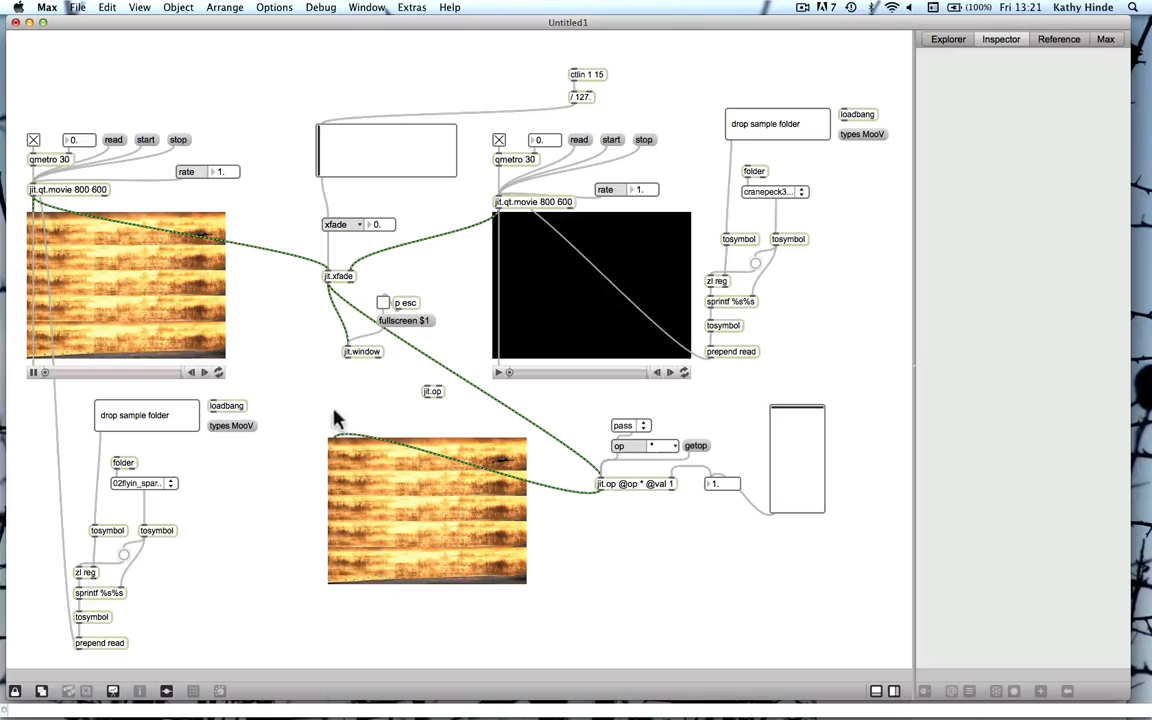 Max File Edit View Object Arrange Options Debug Window Extras Help 7 (100%) Fri 13:21 Kathy Hinde
Untitled1
Explorer Inspector Reference Max
ctlin 1 15
/ 127.
drop sample folder
loadbang
types MooV
0. read start stop
qmetro 30
rate 1.
jit.qt.movie 800 600
0. read start stop
qmetro 30
rate 1.
jit.qt.movie 800 600
folder
cranepeck3...
xfade 0.
tosymbol tosymbol
jit.xfade
zl reg
sprintf %s%s
tosymbol
prepend read
p esc
fullscreen $1
jit.window
jit.op
drop sample folder
loadbang
types MooV
folder
02flyin_spar..
tosymbol tosymbol
zl reg
sprintf %s%s
tosymbol
prepend read
pass
op * getop
jit.op @op * @val 1
1.